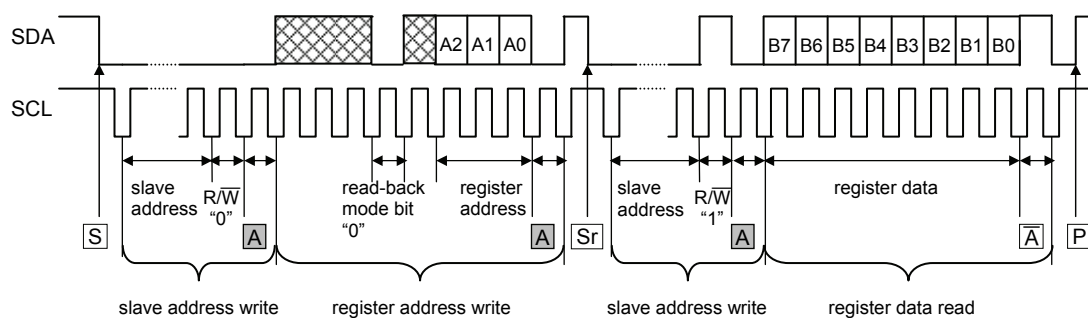 SDA
A2 A1 A0
B7 B6 B5 B4 B3 B2 B1 B0
SCL
slave
address
R/W̅
“0”
read-back
mode bit
“0”
register
address
slave
address
R/W̅
“1”
register data
S
A
A
Sr
A
A̅
P
slave address write
register address write
slave address write
register data read